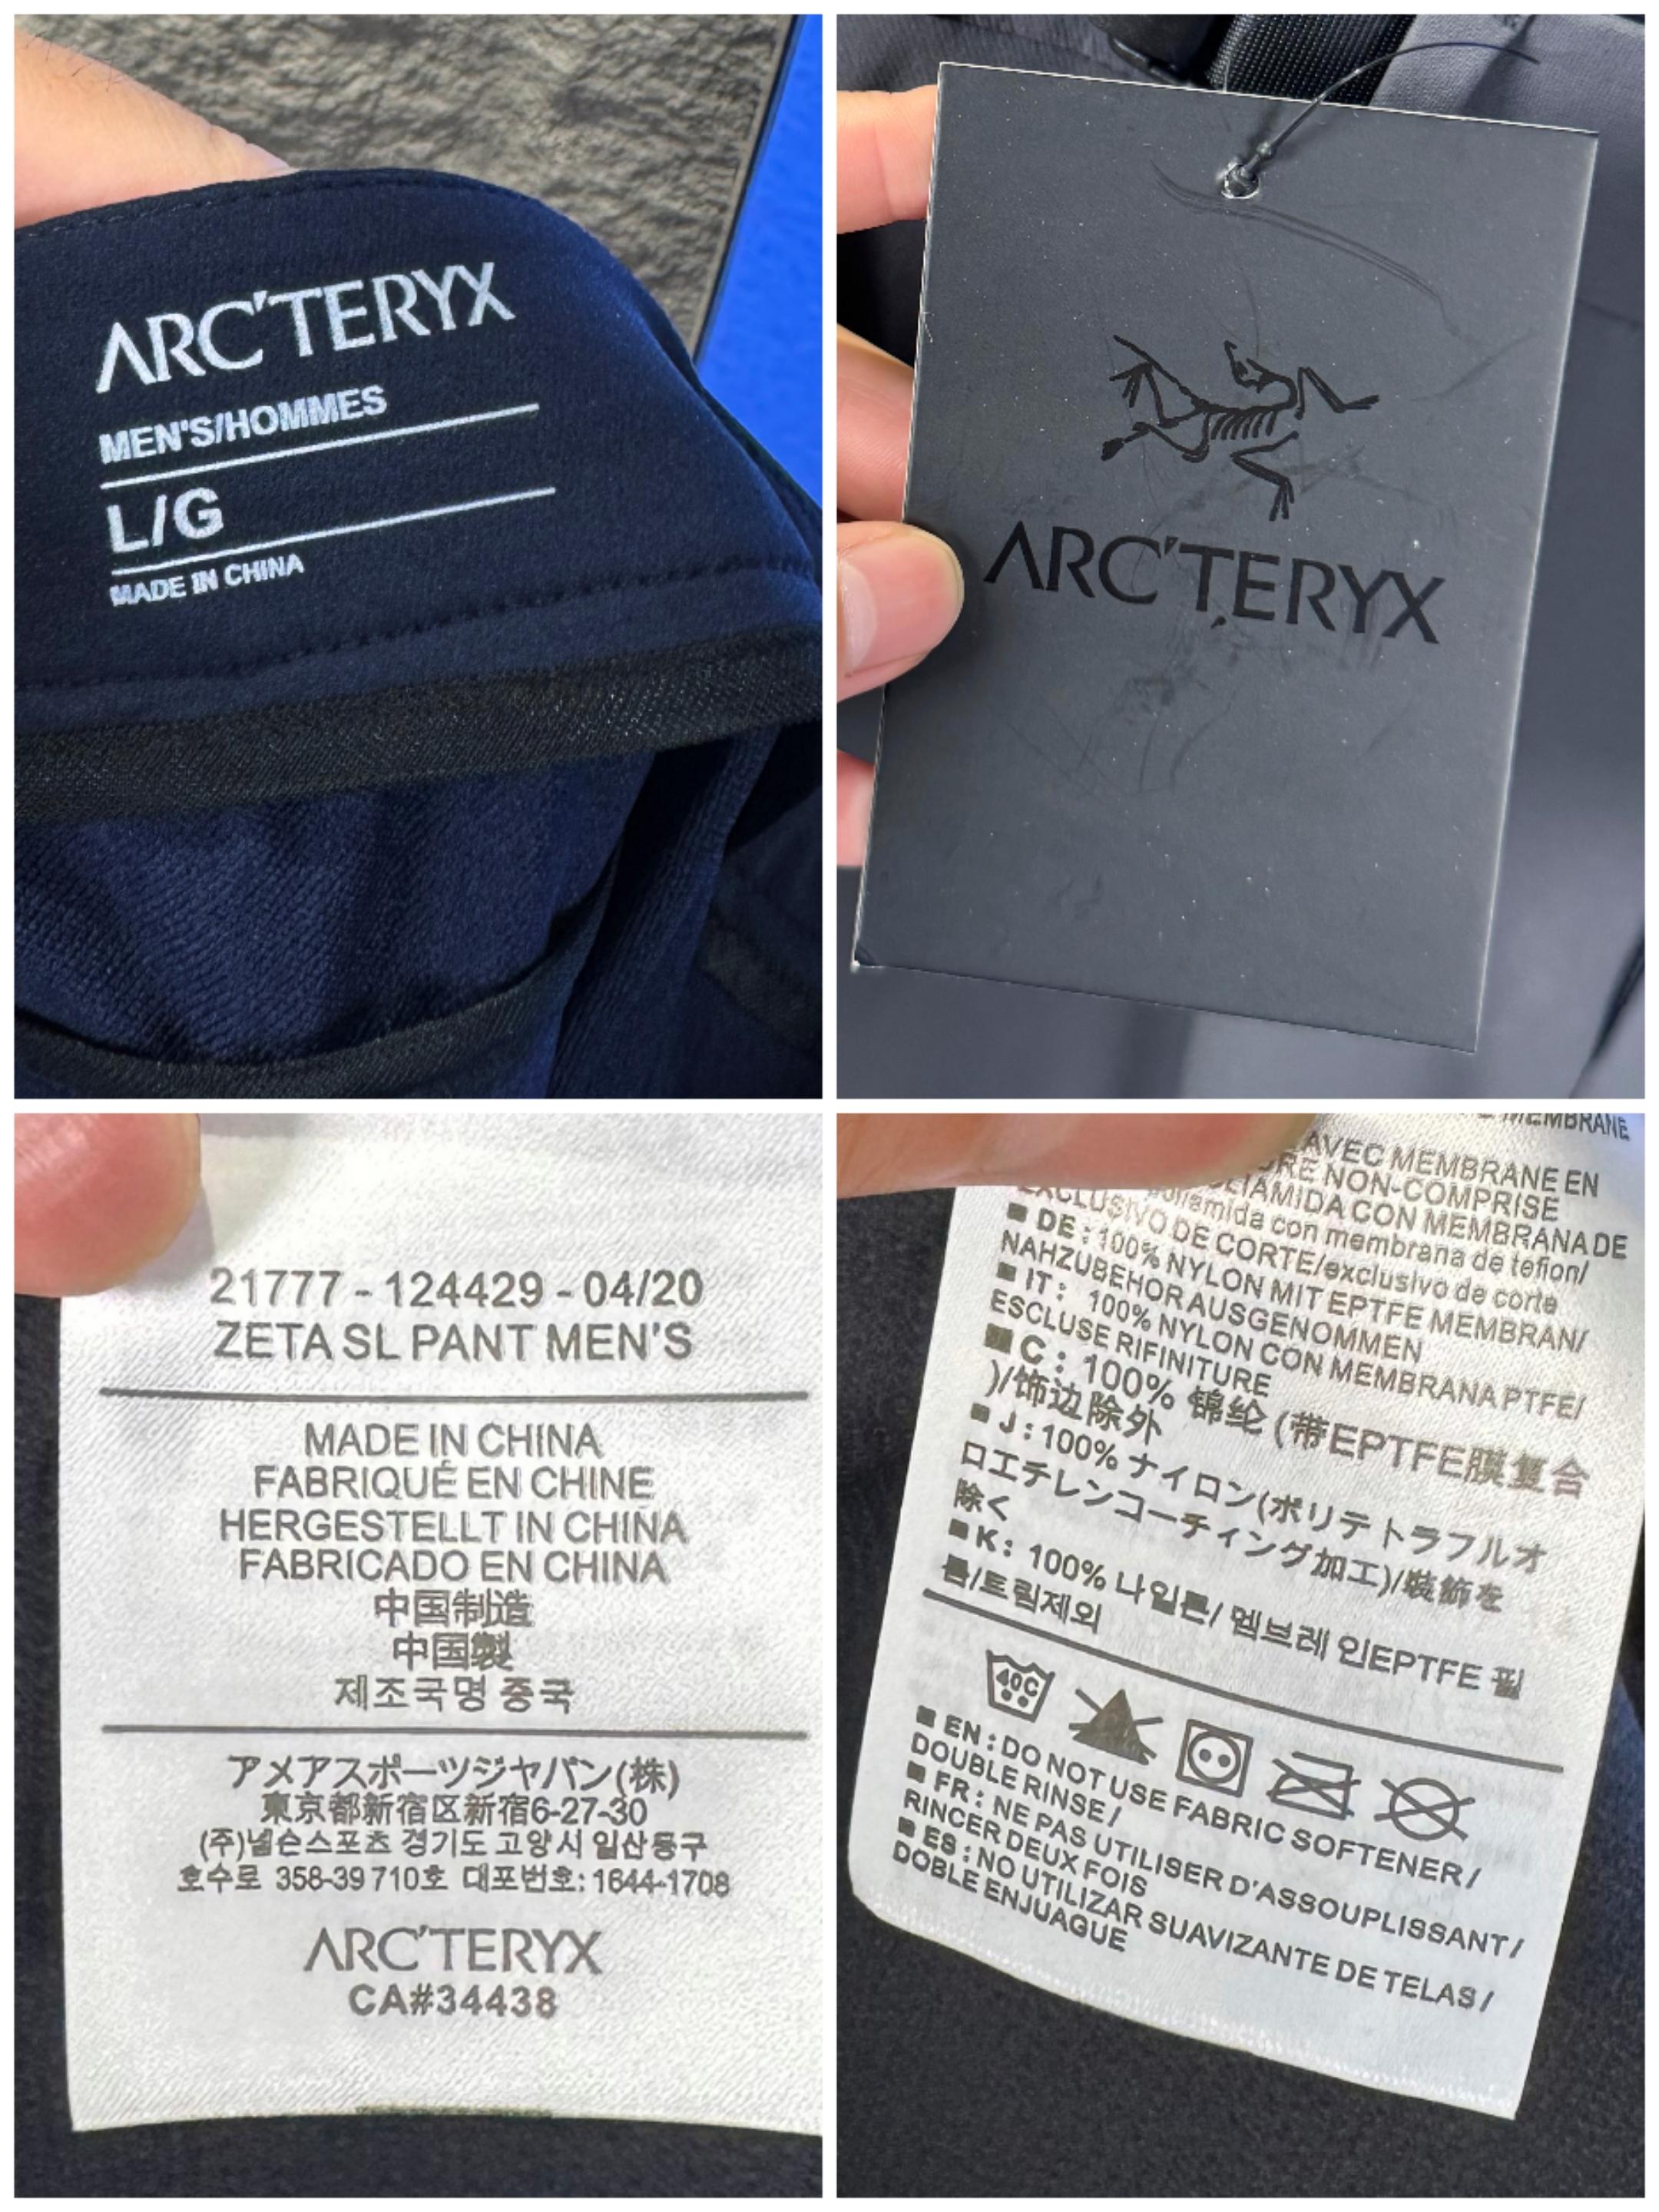 ARC'TERYX
MEN'S/HOMMES
L/G
MADE IN CHINA
ARC'TERYX
21777 - 124429 - 04/20
ZETA SL PANT MEN'S
MADE IN CHINA
FABRIQUÉ EN CHINE
HERGESTELLT IN CHINA
FABRICADO EN CHINA
中国制造
中国製
제조국명 중국
アメアスポーツジヤパン(株)
東京都新宿区新宿6-27-30
(주)넬슨스포츠 경기도 고양시 일산동구
호수로 358-39 710호 대포번호: 1644-1708
ARC'TERYX
CA#34438
MEMBRANE
AVEC MEMBRANE EN
NON-COMPRISE
CON MEMBRANA DE
con membrana de tefion/
EXCLUSIVO DE CORTE/exclusivo da corte
■ DE : 100% NYLON MIT EPTFE MEMBRAN/
NAHZUBEHOR AUSGENOMMEN
■ IT : 100% NYLON CON MEMBRANA PTFE/
ESCLUSE RIFINITURE
■ C : 100% 锦纶 (带EPTFE膜复合
)/饰边除外
■ J : 100% ナイロン(ポリテトラフルオ
ロエテレンコーティング加工)/装飾を
除く
■ K : 100% 나일론/ 멤브레 인EPTFE 필
름/트림제외
40C
■ EN : DO NOT USE FABRIC SOFTENER /
DOUBLE RINSE /
■ FR : NE PAS UTILISER D'ASSOUPLISSANT /
RINCER DEUX FOIS
■ ES : NO UTILIZAR SUAVIZANTE DE TELAS /
DOBLE ENJUAGUE